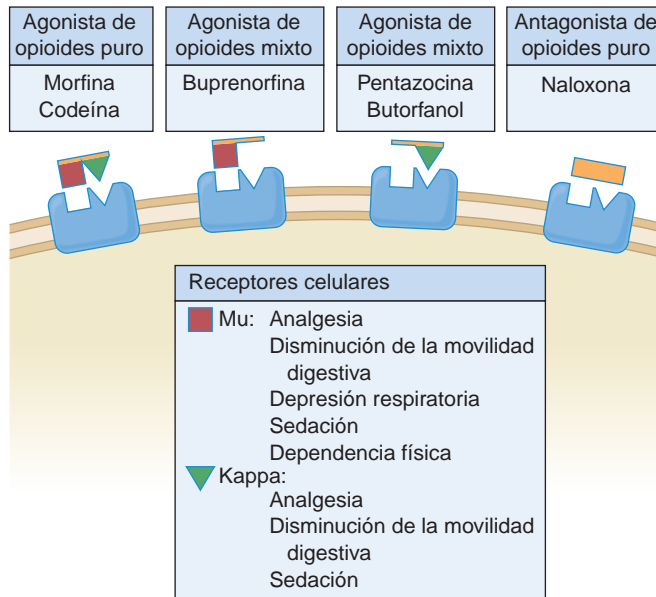 Agonista de
opioides puro
Morfina
Codeína
Agonista de
opioides mixto
Buprenorfina
Agonista de
opioides mixto
Pentazocina
Butorfanol
Antagonista de
opioides puro
Naloxona
Receptores celulares
Mu: Analgesia
Disminución de la movilidad
digestiva
Depresión respiratoria
Sedación
Dependencia física
Kappa:
Analgesia
Disminución de la movilidad
digestiva
Sedación